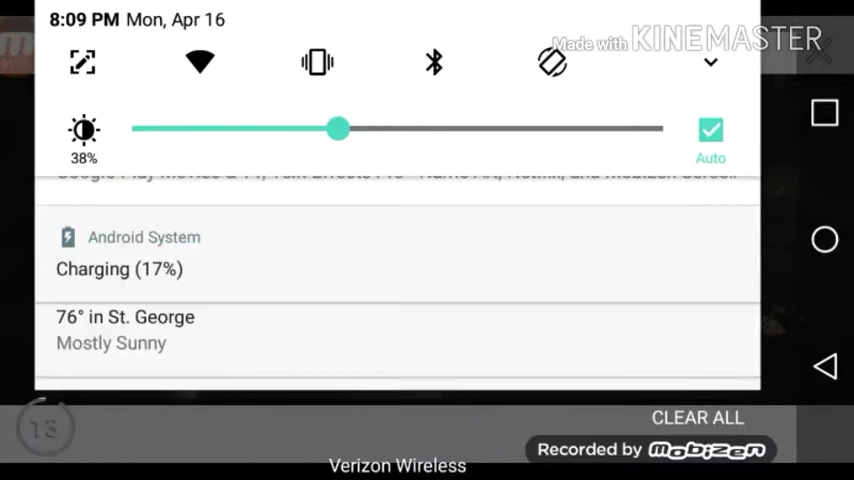 8:09 PM Mon, Apr 16
Made with KINEMASTER
38%
Auto
Android System
Charging (17%)
76° in St. George
Mostly Sunny
CLEAR ALL
Recorded by mobizen
Verizon Wireless